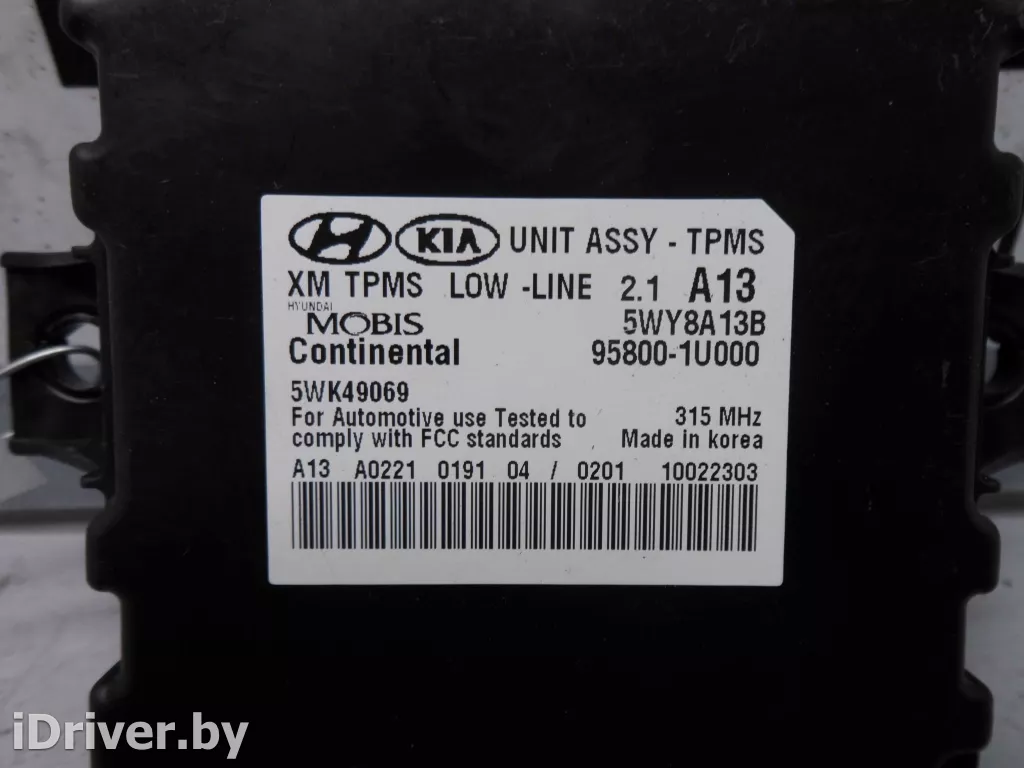 KIA UNIT ASSY - TPMS
XM TPMS LOW -LINE 2.1 A13
HYUNDAI
MOBIS 5WY8A13B
Continental 95800-1U000
5WK49069
For Automotive use Tested to 315 MHz
comply with FCC standards Made in korea
A13 A0221 0191 04 / 0201 10022303
iDriver.by